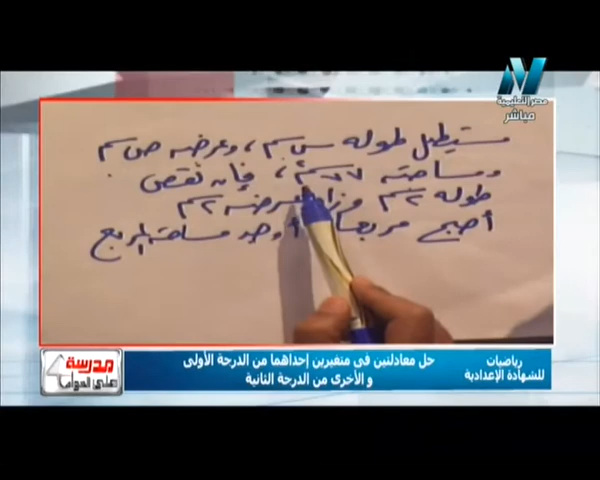 مصر التعليمية
مباشر
مستطيل طوله س سم ، وعرضه ص سم
ومساحته ٧٧ سم٢ ، فإذا نقص
طوله ٢ سم وزاد عرضه ٢ سم
أصبح مربعا أوجد مساحة المربع
رياضيات
للشهادة الإعدادية
حل معادلتين فى متغيرين إحداهما من الدرجة الأولى
و الأخرى من الدرجة الثانية
مدرسة
على الهواء